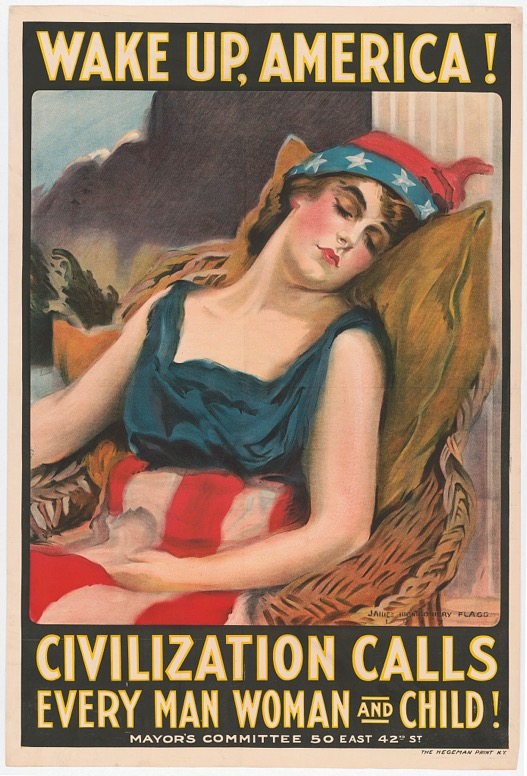 WAKE UP, AMERICA!
JAMES MONTGOMERY FLAGG
CIVILIZATION CALLS
EVERY MAN WOMAN AND CHILD!
MAYOR'S COMMITTEE 50 EAST 42ND ST
THE HEGEMAN PRINT N.Y.